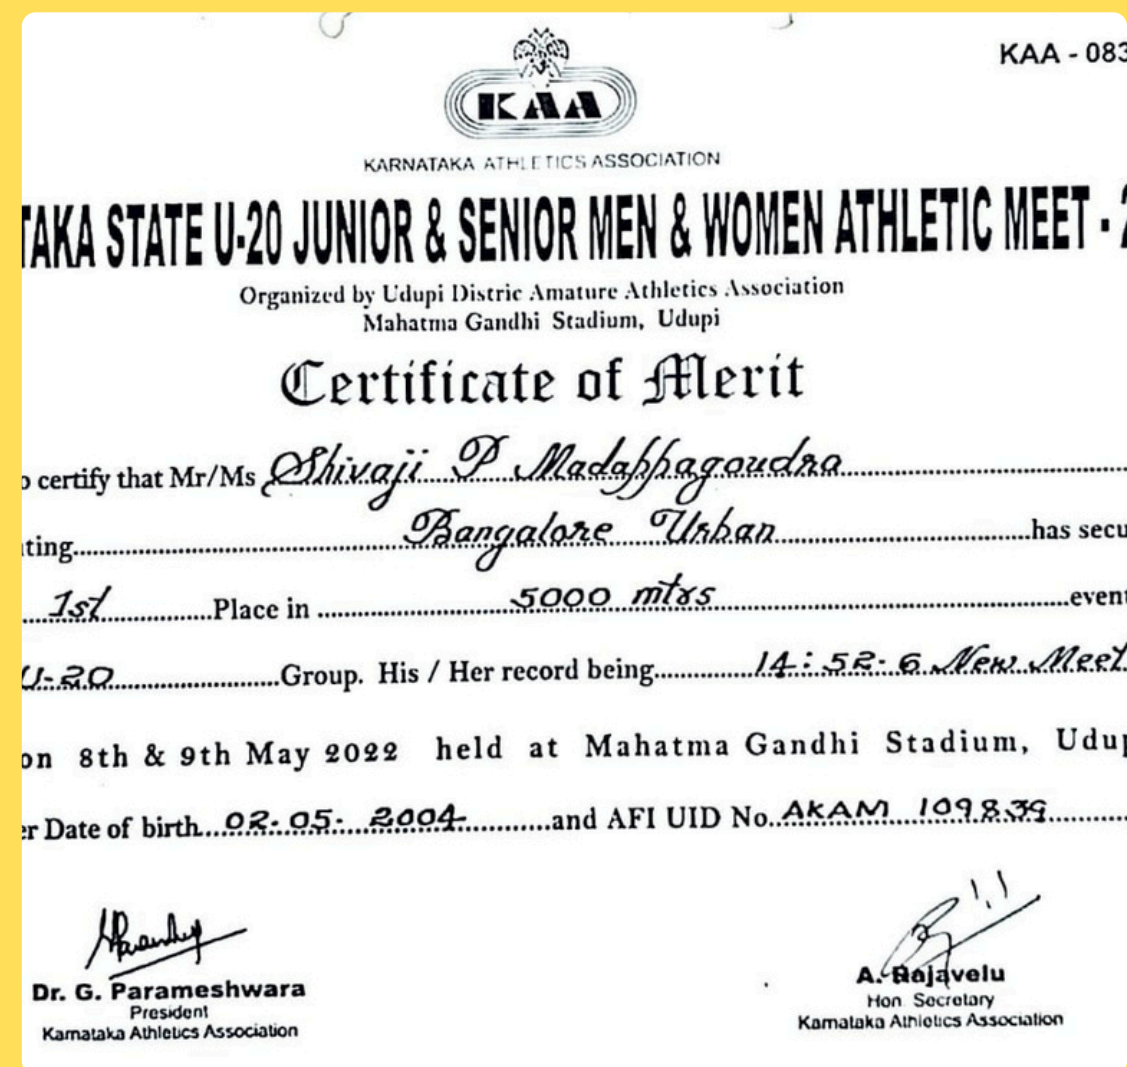 KAA - 083
KAA
KARNATAKA ATHLETICS ASSOCIATION
TAKA STATE U-20 JUNIOR & SENIOR MEN & WOMEN ATHLETIC MEET - 2
Organized by Udupi Distric Amature Athletics Association
Mahatma Gandhi Stadium, Udupi
Certificate of Merit
o certify that Mr/Ms Shivaji P Madappagoudra
ting Bangalore Urban has secu
1st Place in 5000 mtrs event
U-20 Group. His / Her record being 14:52.6 New Meet
on 8th & 9th May 2022 held at Mahatma Gandhi Stadium, Udup
er Date of birth 02.05.2004 and AFI UID No. AKAM 109839
Dr. G. Parameshwara
President
Karnataka Athletics Association
A. Rajavelu
Hon. Secretary
Karnataka Athletics Association